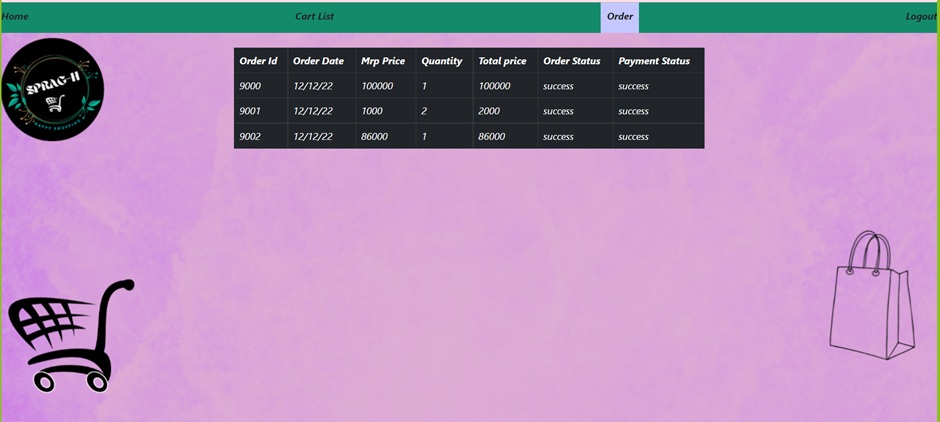 Home Cart List Order Logout
SPRAG-H
HAPPY SHOPPING
Order Id Order Date Mrp Price Quantity Total price Order Status Payment Status
9000 12/12/22 100000 1 100000 success success
9001 12/12/22 1000 2 2000 success success
9002 12/12/22 86000 1 86000 success success